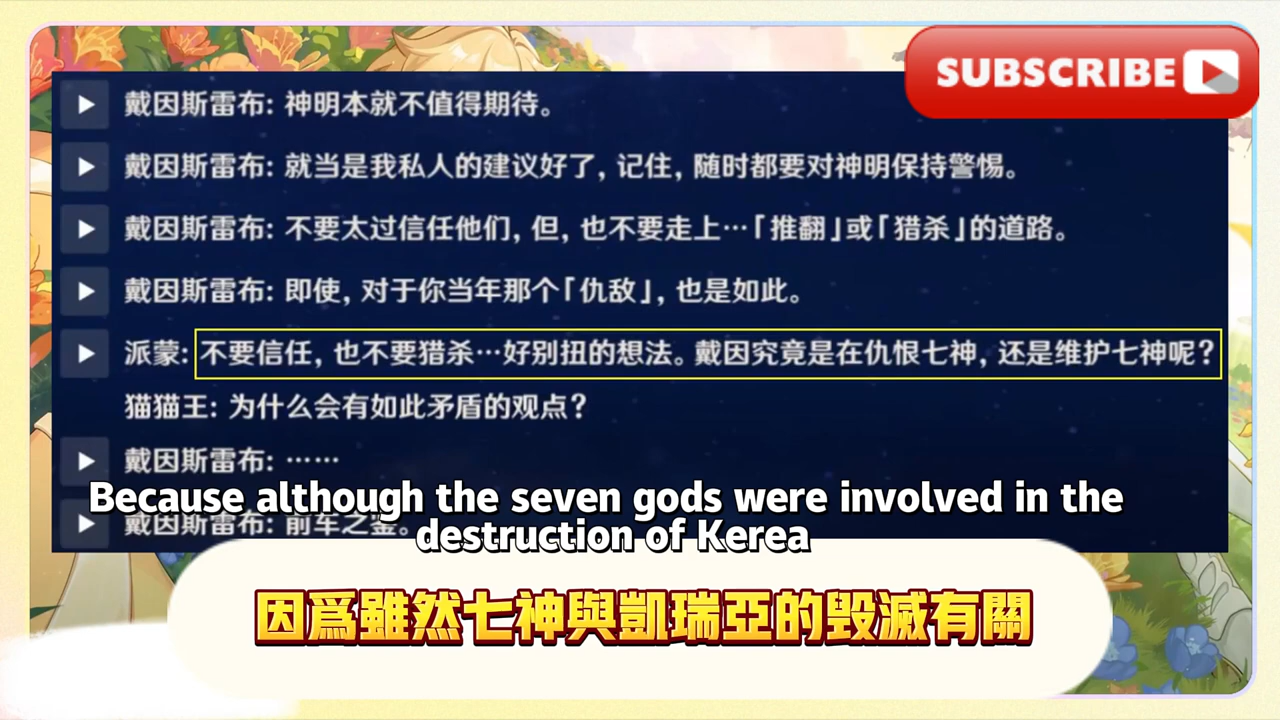 SUBSCRIBE
戴因斯雷布: 神明本就不值得期待。
戴因斯雷布: 就当是我私人的建议好了, 记住, 随时都要对神明保持警惕。
戴因斯雷布: 不要太过信任他们, 但, 也不要走上…「推翻」或「猎杀」的道路。
戴因斯雷布: 即使, 对于你当年那个「仇敌」, 也是如此。
派蒙: 不要信任, 也不要猎杀…好别扭的想法。戴因究竟是在仇恨七神, 还是维护七神呢?
猫猫王: 为什么会有如此矛盾的观点?
戴因斯雷布: ……
戴因斯雷布: 前车之鉴。
Because although the seven gods were involved in the
destruction of Kerea
因爲雖然七神與凱瑞亞的毀滅有關